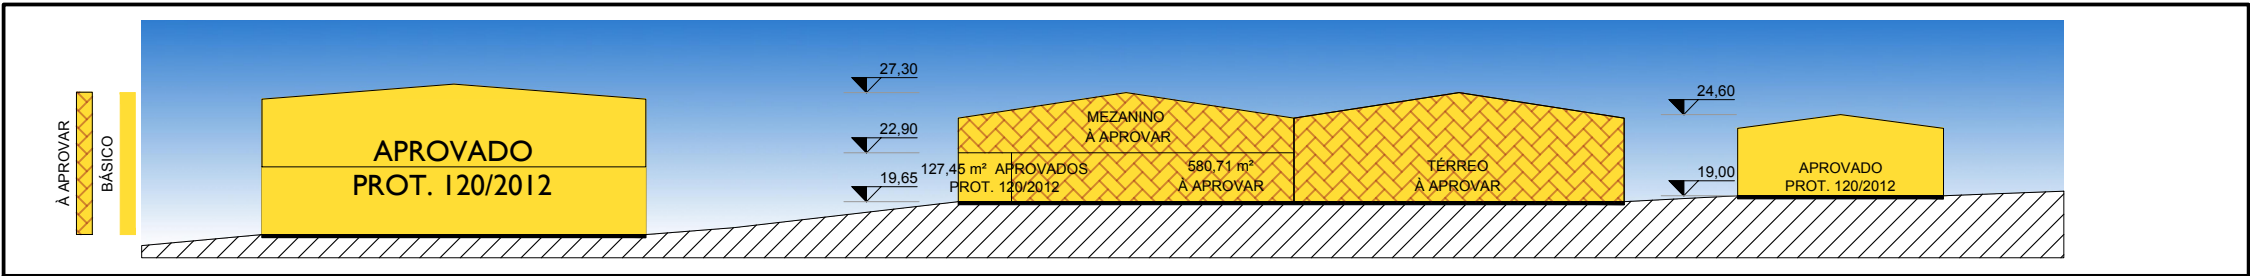 À APROVAR
BÁSICO
APROVADO
PROT. 120/2012
27,30
22,90
19,65
MEZANINO
À APROVAR
127,45 m² APROVADOS
PROT. 120/2012
580,71 m²
À APROVAR
TÉRREO
À APROVAR
24,60
19,00
APROVADO
PROT. 120/2012